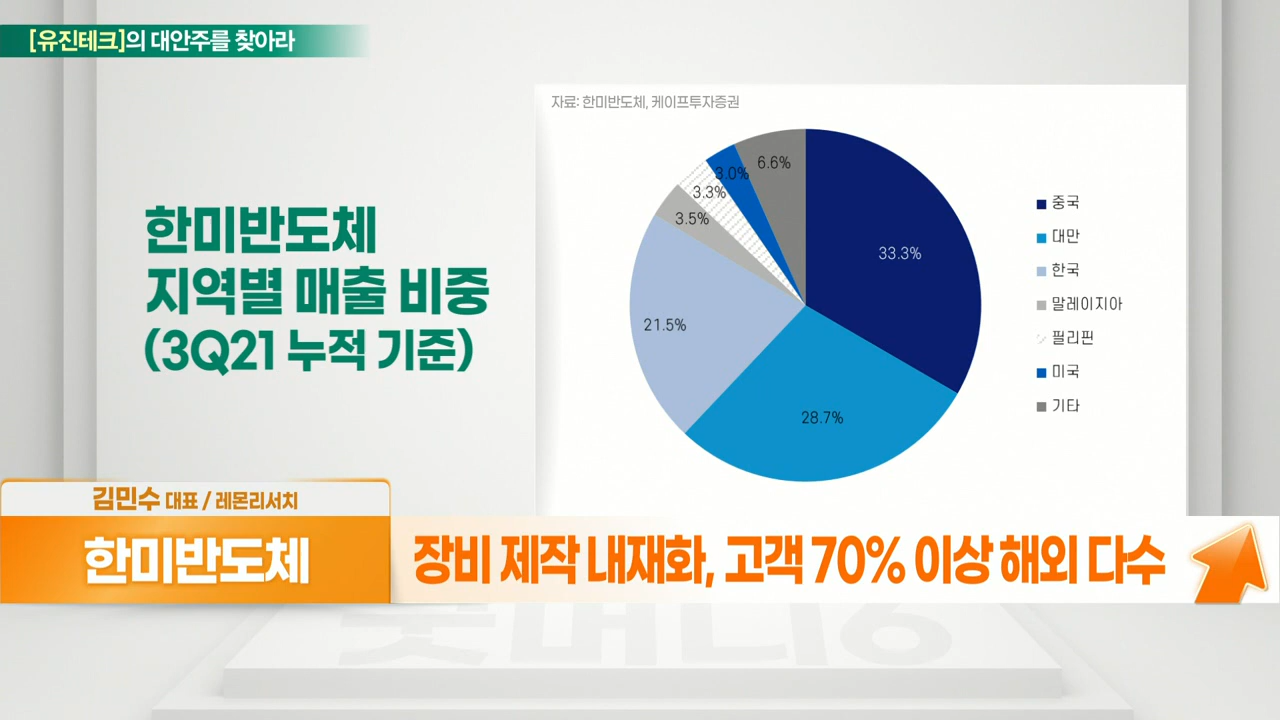 [유진테크]의 대안주를 찾아라
자료: 한미반도체, 케이프투자증권
한미반도체
지역별 매출 비중
(3Q21 누적 기준)
33.3%
28.7%
21.5%
3.5%
3.3%
3.0%
6.6%
중국
대만
한국
말레이지아
필리핀
미국
기타
김민수 대표 / 레몬리서치
한미반도체
장비 제작 내재화, 고객 70% 이상 해외 다수
머니6